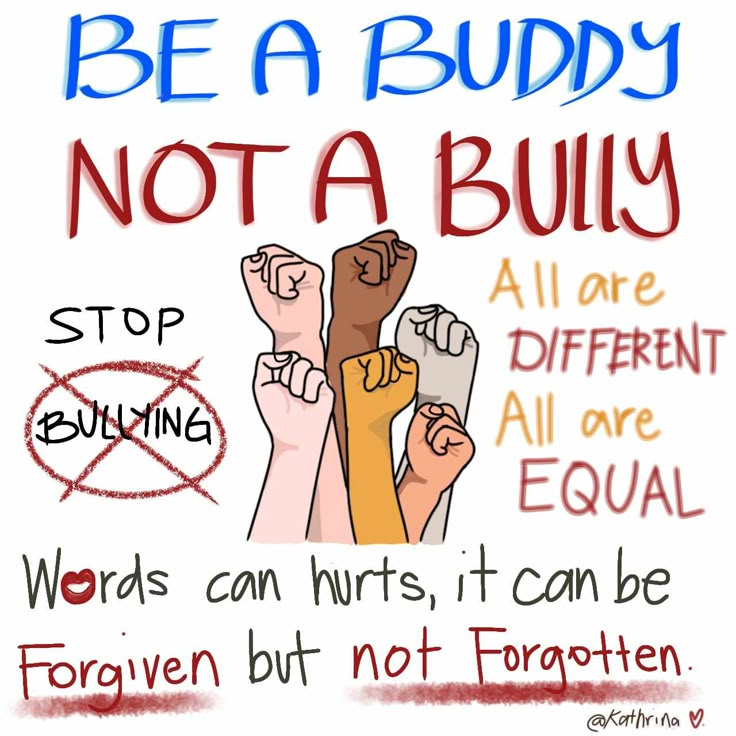 BE A BUDDY
NOT A BULLY
STOP
BULLYING
All are
DIFFERENT
All are
EQUAL
Words can hurts, it can be
Forgiven but not Forgotten.
@Kathrina